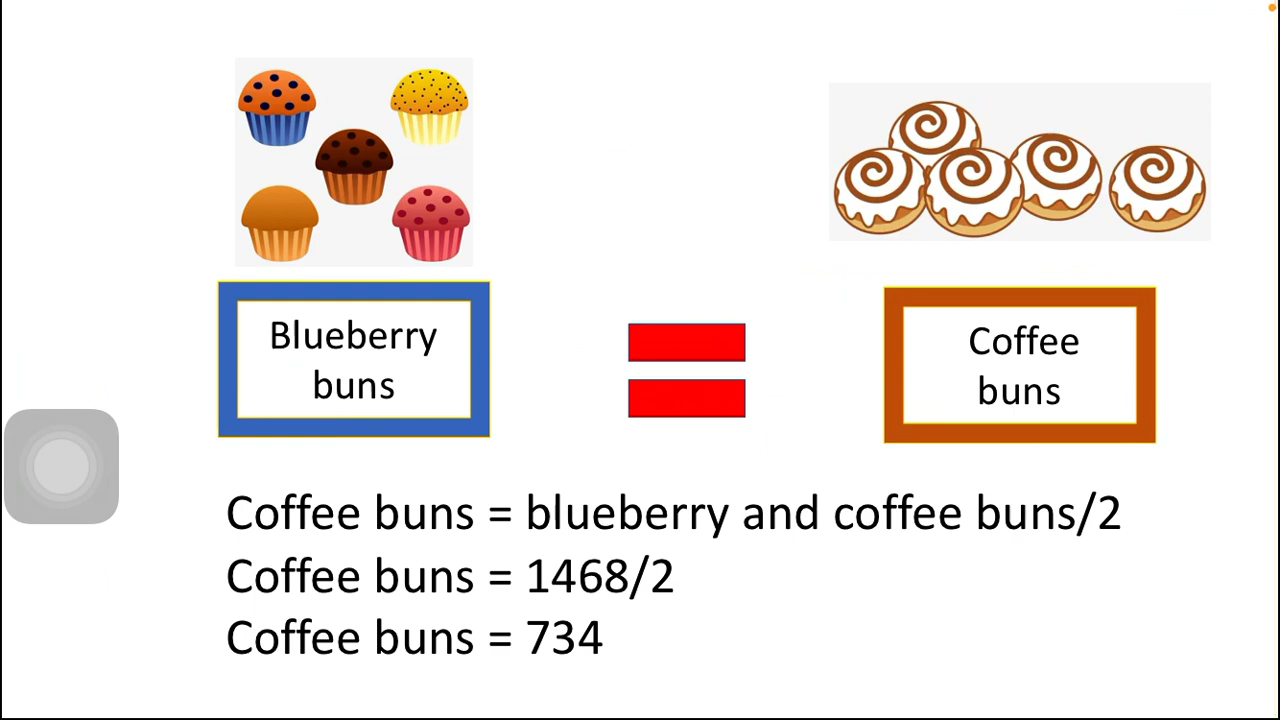 Blueberry
buns
Coffee
buns
Coffee buns = blueberry and coffee buns/2
Coffee buns = 1468/2
Coffee buns = 734